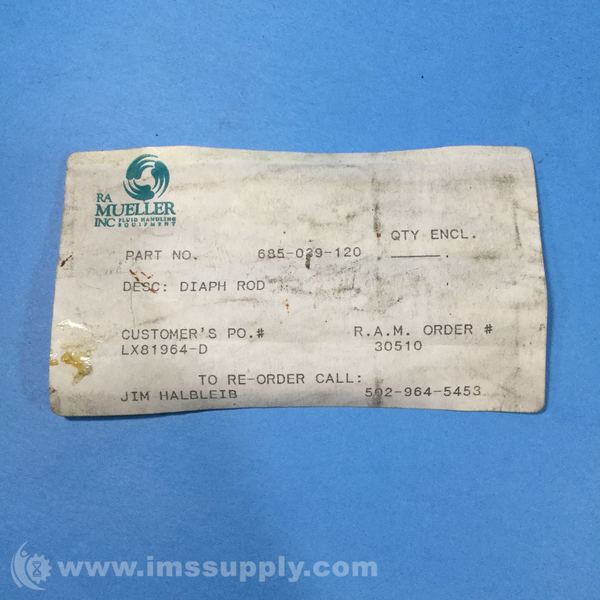 RA
MUELLER
INC FLUID HANDLING
EQUIPMENT
QTY ENCL.
PART NO. 685-039-120 ______.
DESC: DIAPH ROD
CUSTOMER'S PO.# R.A.M. ORDER #
LX81964-D 30510
TO RE-ORDER CALL:
JIM HALBLEIB 502-964-5453
www.imssupply.com